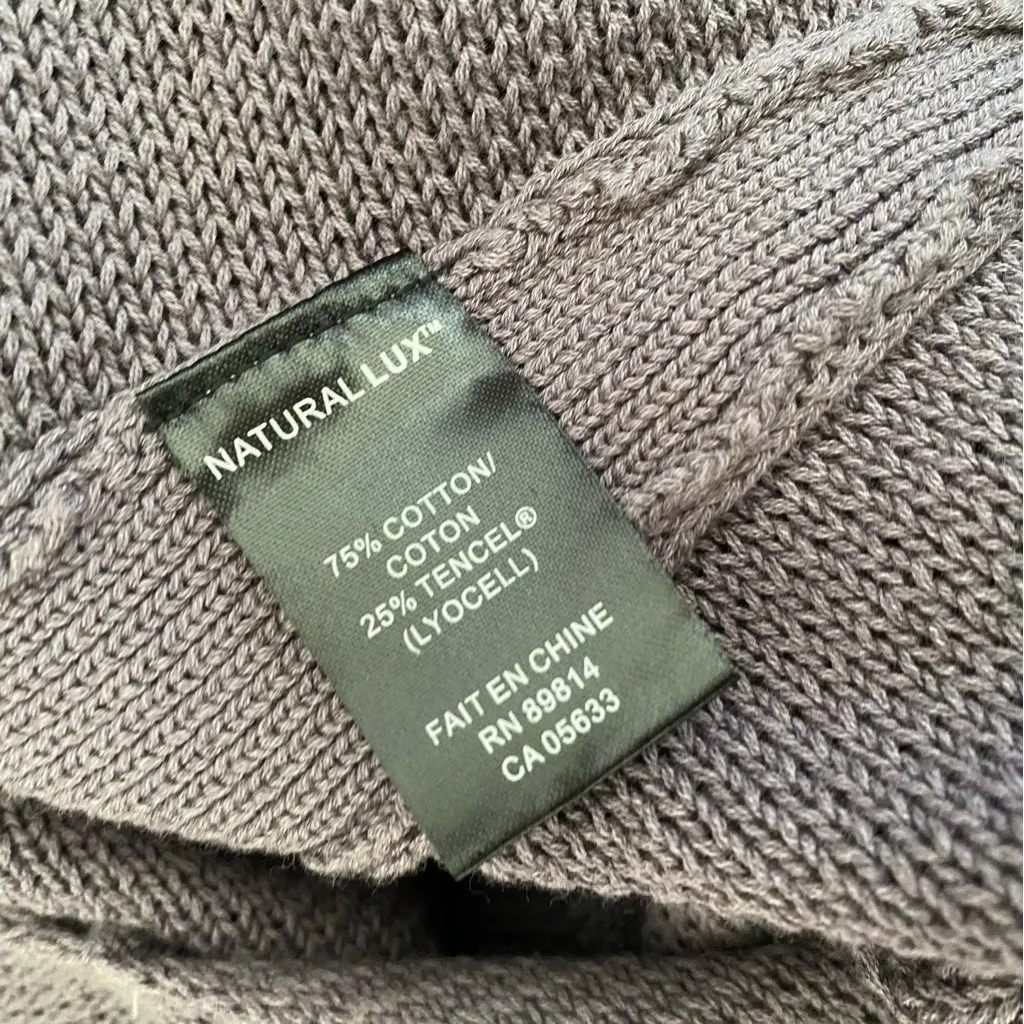 NATURAL LUX™
75% COTTON/
COTON
25% TENCEL®
(LYOCELL)
FAIT EN CHINE
RN 89814
CA 05633